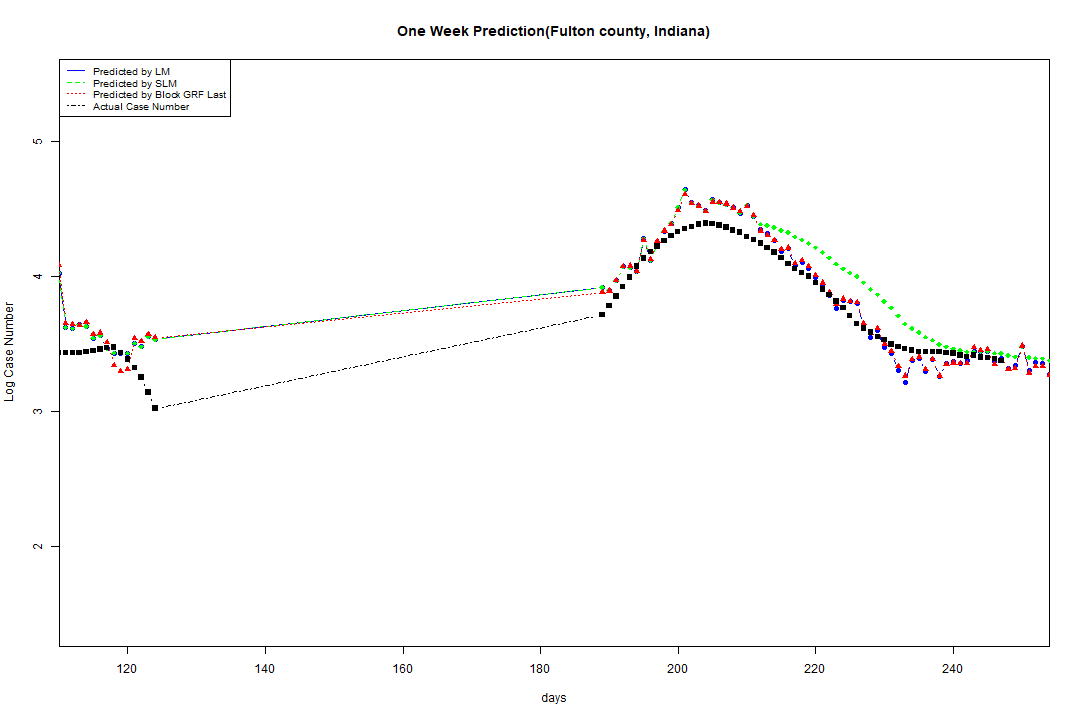 One Week Prediction(Fulton county, Indiana)
Predicted by LM
Predicted by SLM
Predicted by Block GRF Last
Actual Case Number
5
4
3
2
Log Case Number
120 140 160 180 200 220 240
days